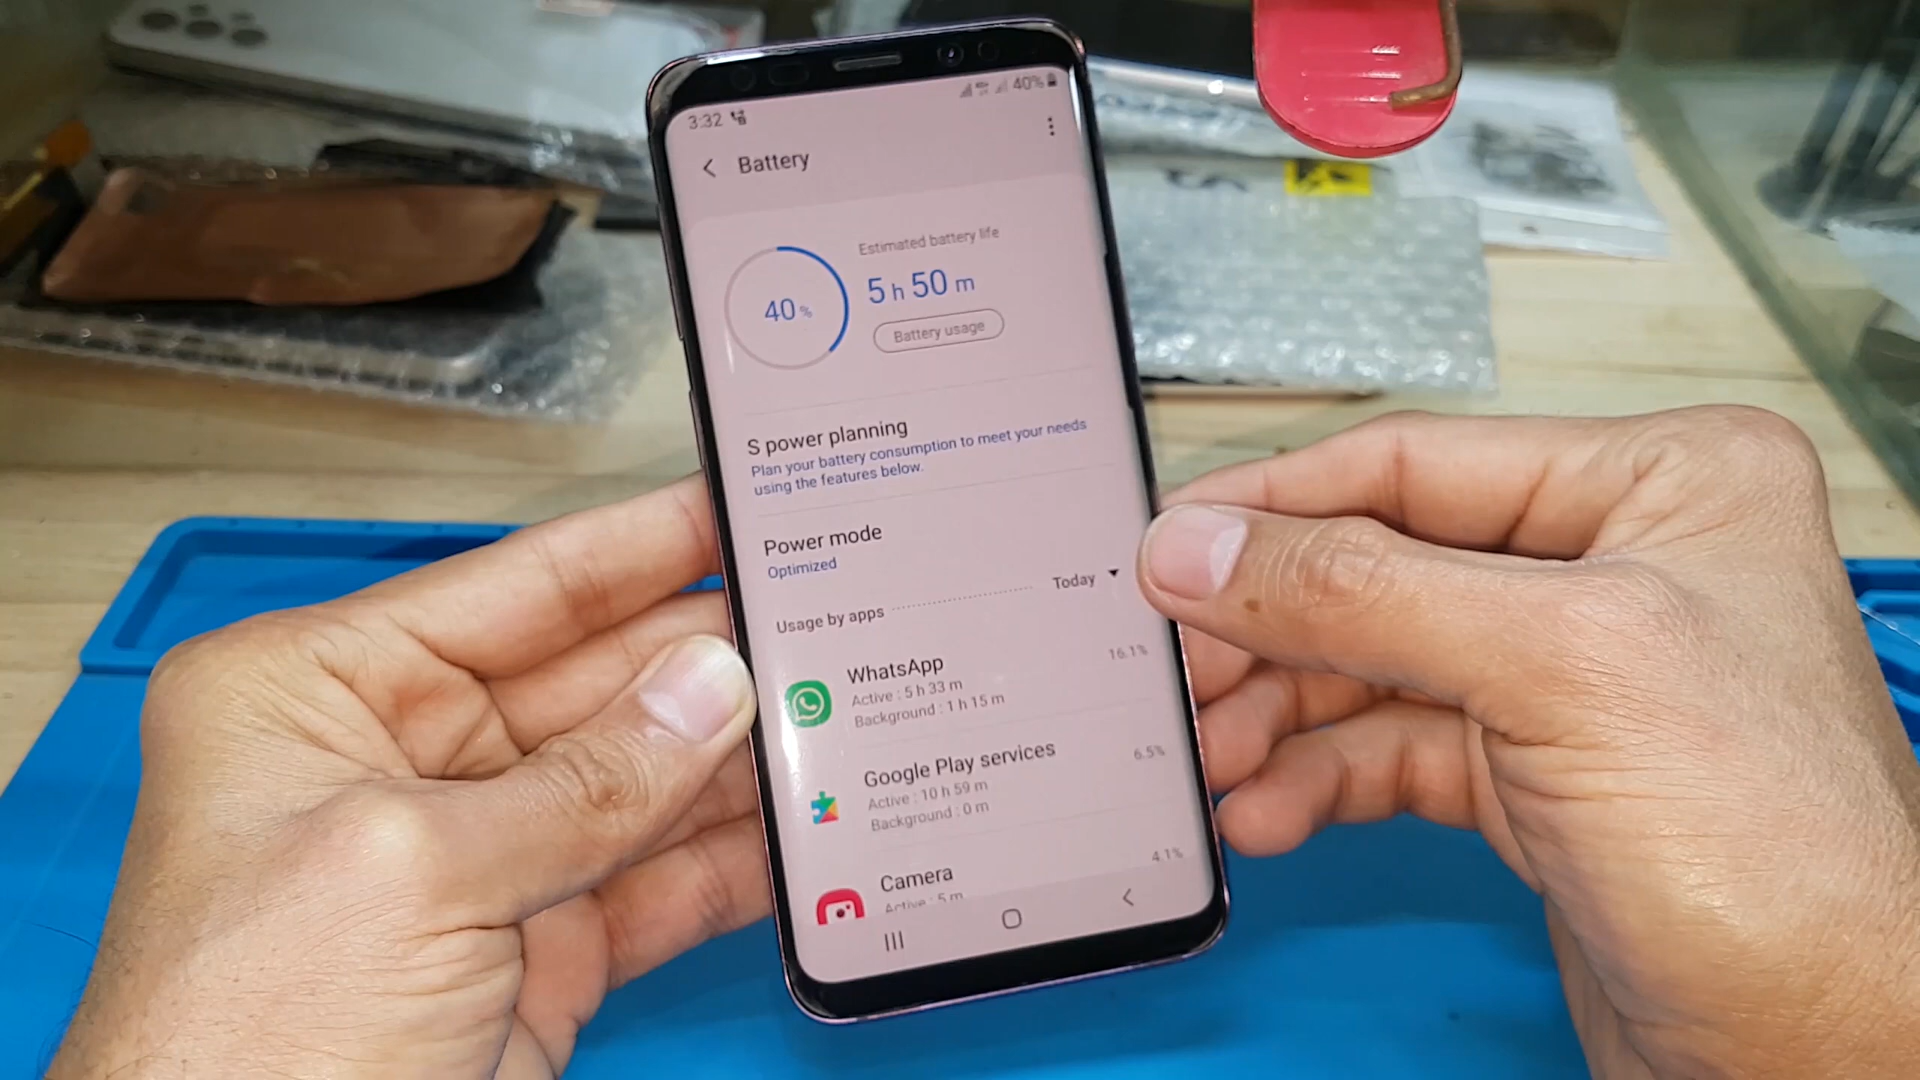 3:32
40%
Battery
Estimated battery life
40 %
5 h 50 m
Battery usage
S power planning
Plan your battery consumption to meet your needs
using the features below.
Power mode
Optimized
Usage by apps
Today
WhatsApp
16.1%
Active : 5 h 33 m
Background : 1 h 15 m
Google Play services
6.5%
Active : 10 h 59 m
Background : 0 m
Camera
4.1%
Active : 5 m